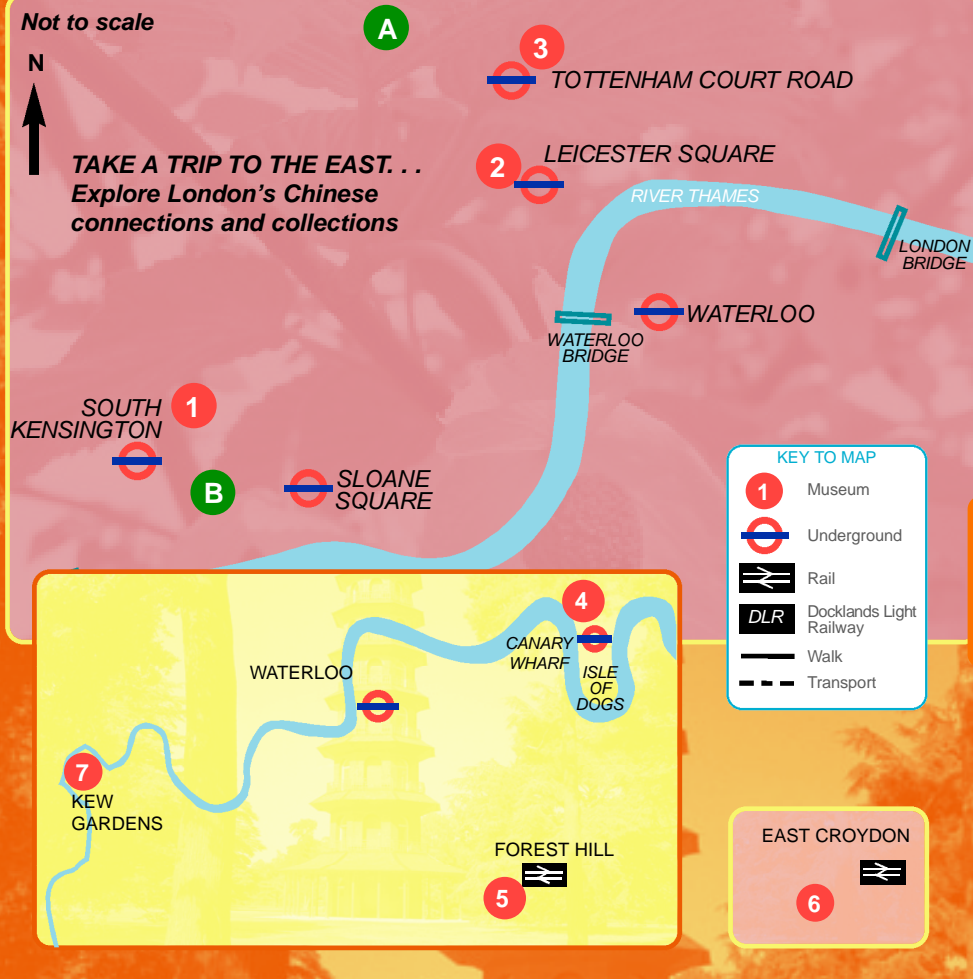 Not to scale
A
3
N
TOTTENHAM COURT ROAD
TAKE A TRIP TO THE EAST. . .
Explore London's Chinese
connections and collections
2
LEICESTER SQUARE
RIVER THAMES
LONDON
BRIDGE
WATERLOO
WATERLOO
BRIDGE
SOUTH
KENSINGTON
1
B
SLOANE
SQUARE
KEY TO MAP
1
Museum
Underground
Rail
DLR
Docklands Light
Railway
Walk
Transport
4
CANARY
WHARF
ISLE
OF
DOGS
WATERLOO
7
KEW
GARDENS
FOREST HILL
5
EAST CROYDON
6